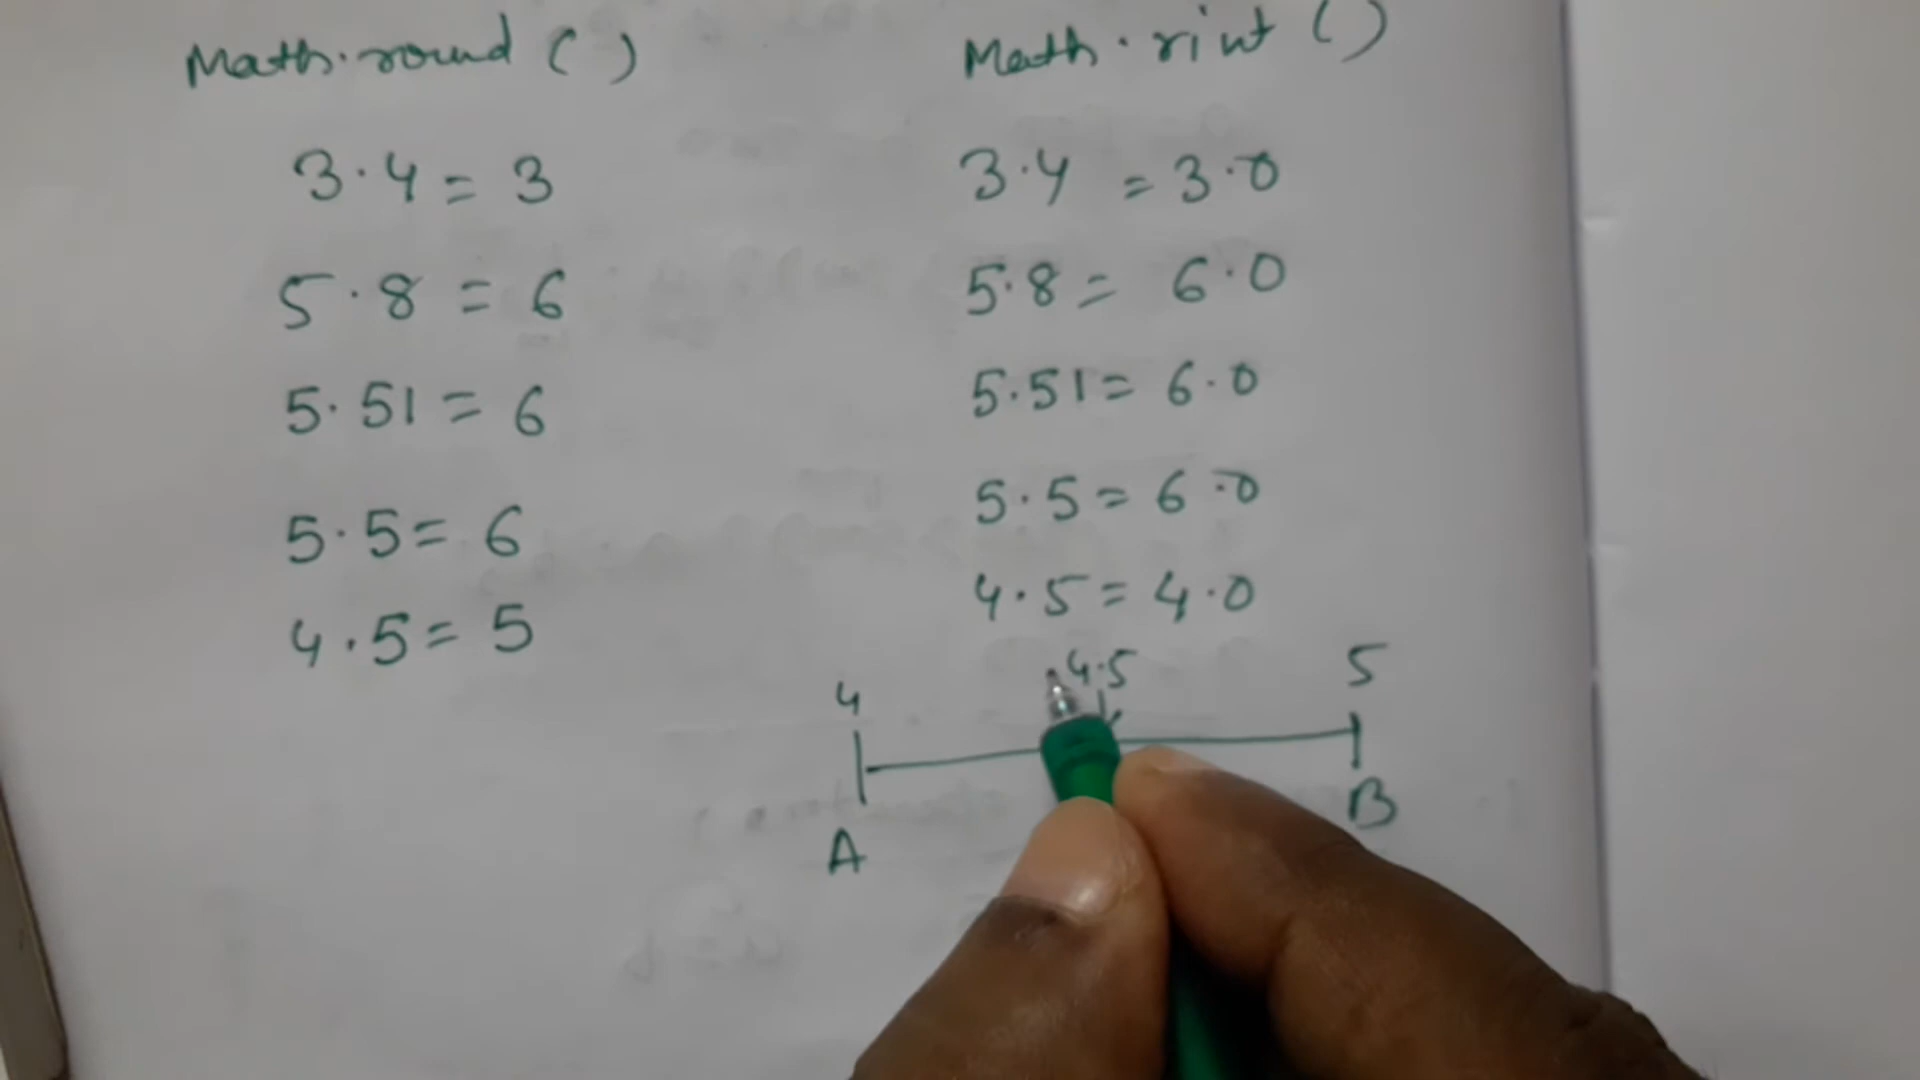 Math.round ( )
3.4 = 3
5.8 = 6
5.51 = 6
5.5 = 6
4.5 = 5
Math.rint ( )
3.4 = 3.0
5.8 = 6.0
5.51 = 6.0
5.5 = 6.0
4.5 = 4.0
4 4.5 5
A B